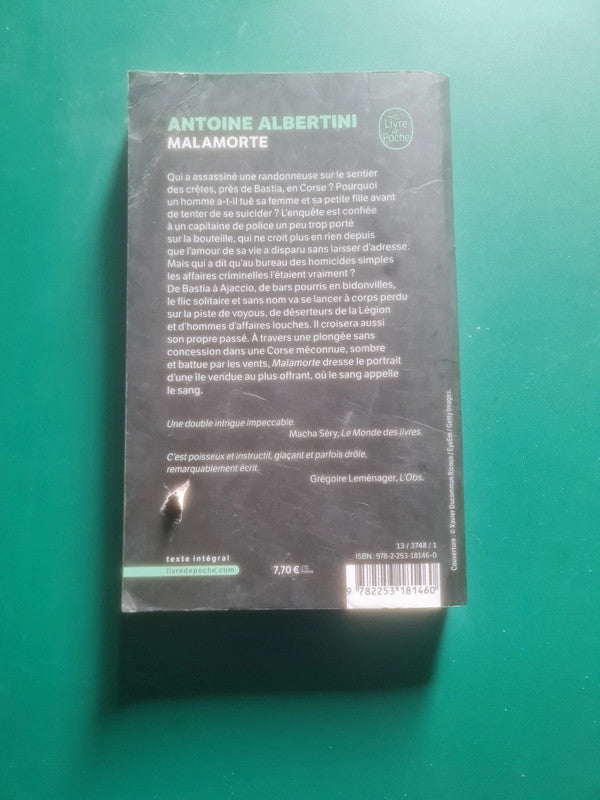 ANTOINE ALBERTINI
MALAMORTE
Le
Livre
de
Poche
Qui a assassiné une randonneuse sur le sentier
des crêtes, près de Bastia, en Corse ? Pourquoi
un homme a-t-il tué sa femme et sa petite fille avant
de tenter de se suicider ? L'enquête est confiée
à un capitaine de police un peu trop porté
sur la bouteille, qui ne croit plus en rien depuis
que l'amour de sa vie a disparu sans laisser d'adresse.
Mais qui a dit qu'au bureau des homicides simples
les affaires criminelles l'étaient vraiment ?
De Bastia à Ajaccio, de bars pourris en bidonvilles,
le flic solitaire et sans nom va se lancer à corps perdu
sur la piste de voyous, de déserteurs de la Légion
et d'hommes d'affaires louches. Il croisera aussi
son propre passé. À travers une plongée sans
concession dans une Corse méconnue, sombre
et battue par les vents, Malamorte dresse le portrait
d'une île vendue au plus offrant, où le sang appelle
le sang.
Une double intrigue impeccable.
Macha Séry, Le Monde des livres.
C'est poisseux et instructif, glaçant et parfois drôle,
remarquablement écrit.
Grégoire Leménager, L'Obs.
Couverture : © Xavier Ducommun Ricoux / EyeEm / Getty Images.
13 / 3748 / 1
ISBN : 978-2-253-18146-0
texte intégral
livredepoche.com
7,70 € TTC
France
9 782253 181460